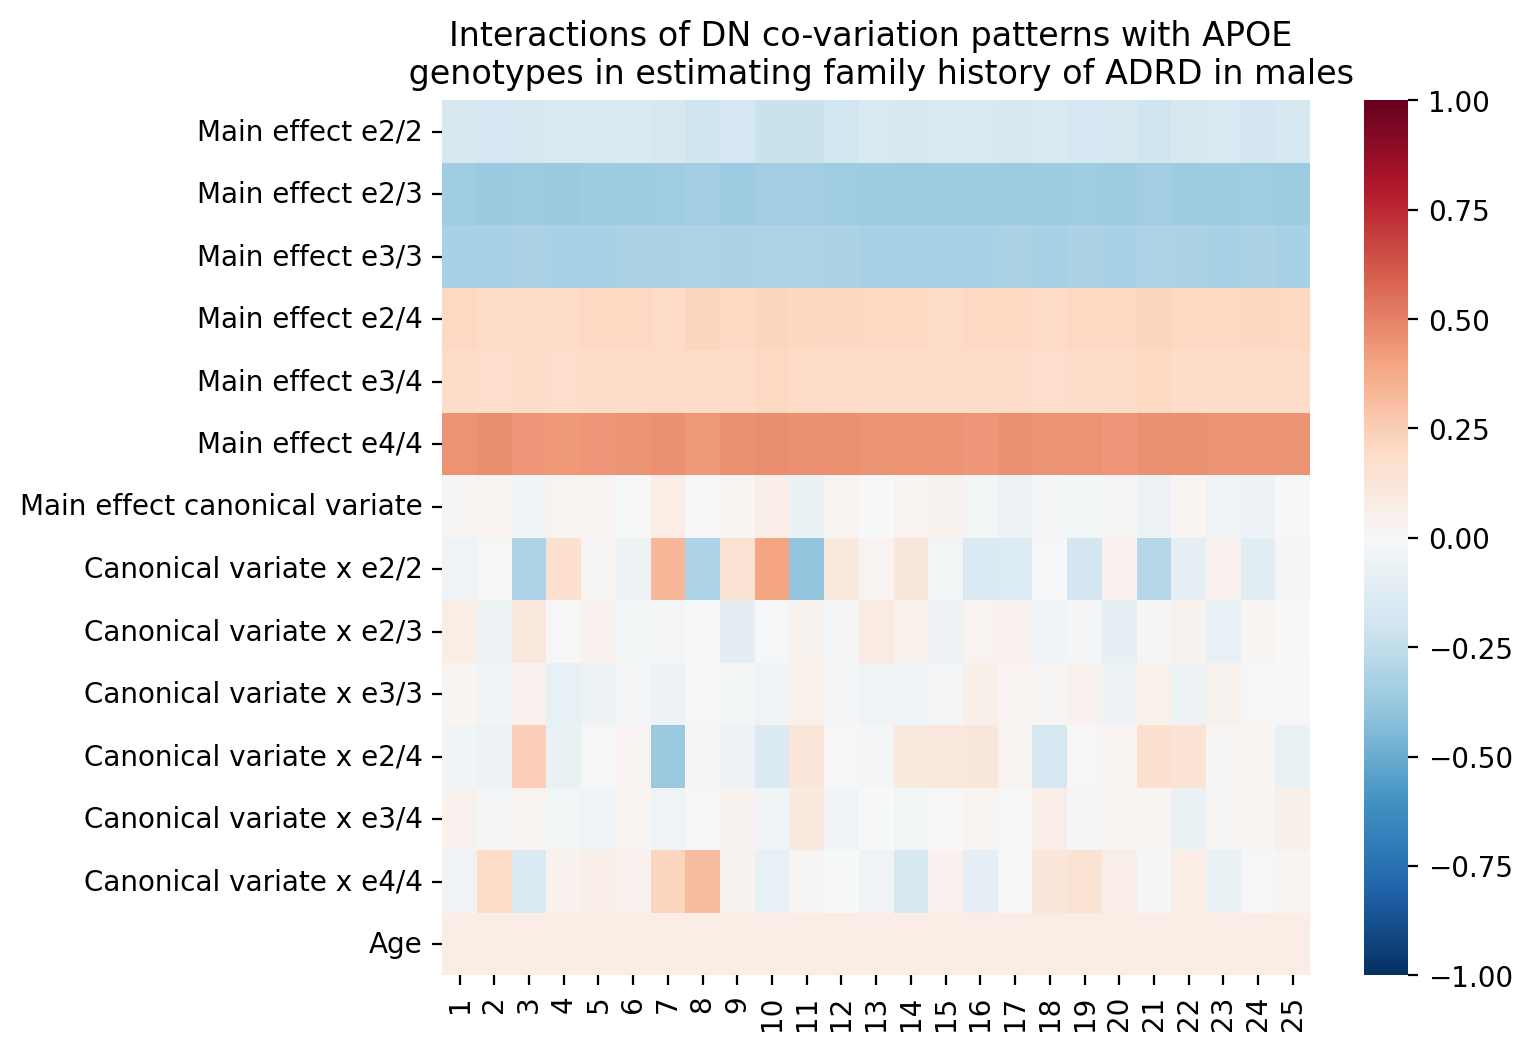 Interactions of DN co-variation patterns with APOE
genotypes in estimating family history of ADRD in males
Main effect e2/2
Main effect e2/3
Main effect e3/3
Main effect e2/4
Main effect e3/4
Main effect e4/4
Main effect canonical variate
Canonical variate x e2/2
Canonical variate x e2/3
Canonical variate x e3/3
Canonical variate x e2/4
Canonical variate x e3/4
Canonical variate x e4/4
Age
1 2 3 4 5 6 7 8 9 10 11 12 13 14 15 16 17 18 19 20 21 22 23 24 25
1.00
0.75
0.50
0.25
0.00
−0.25
−0.50
−0.75
−1.00